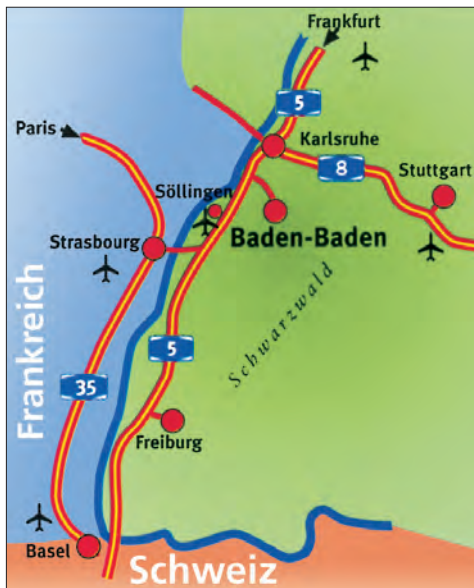 Frankfurt
5
Paris
Karlsruhe
8
Stuttgart
Söllingen
Baden-Baden
Strasbourg
Schwarzwald
Frankreich
5
35
Freiburg
Basel
Schweiz